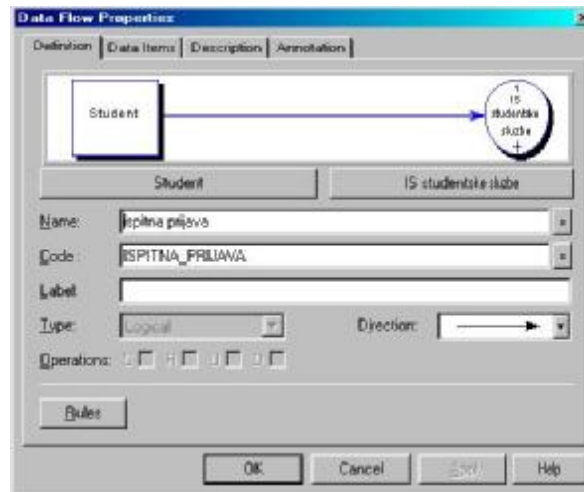 Data Flow Properties
Definition Data Items Description Annotation
Student
1
IS
studentske
službe
+
Student IS studentske službe
Name: ispitna prijava
Code: ISPITNA_PRIJAVA
Label:
Type: Logical Direction:
Operations: C R U D
Rules
OK Cancel Help